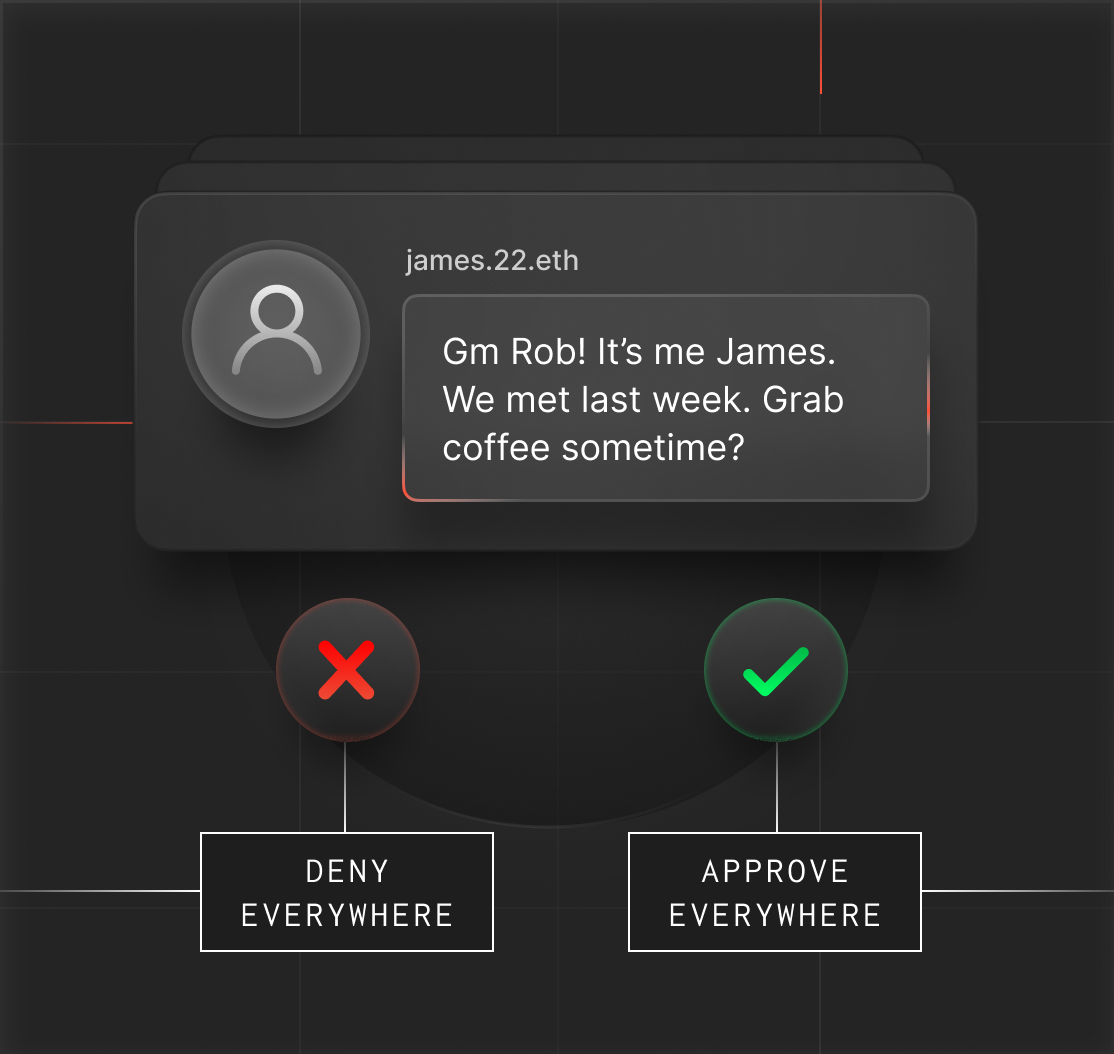 james.22.eth
Gm Rob! It’s me James.
We met last week. Grab
coffee sometime?
DENY
EVERYWHERE
APPROVE
EVERYWHERE